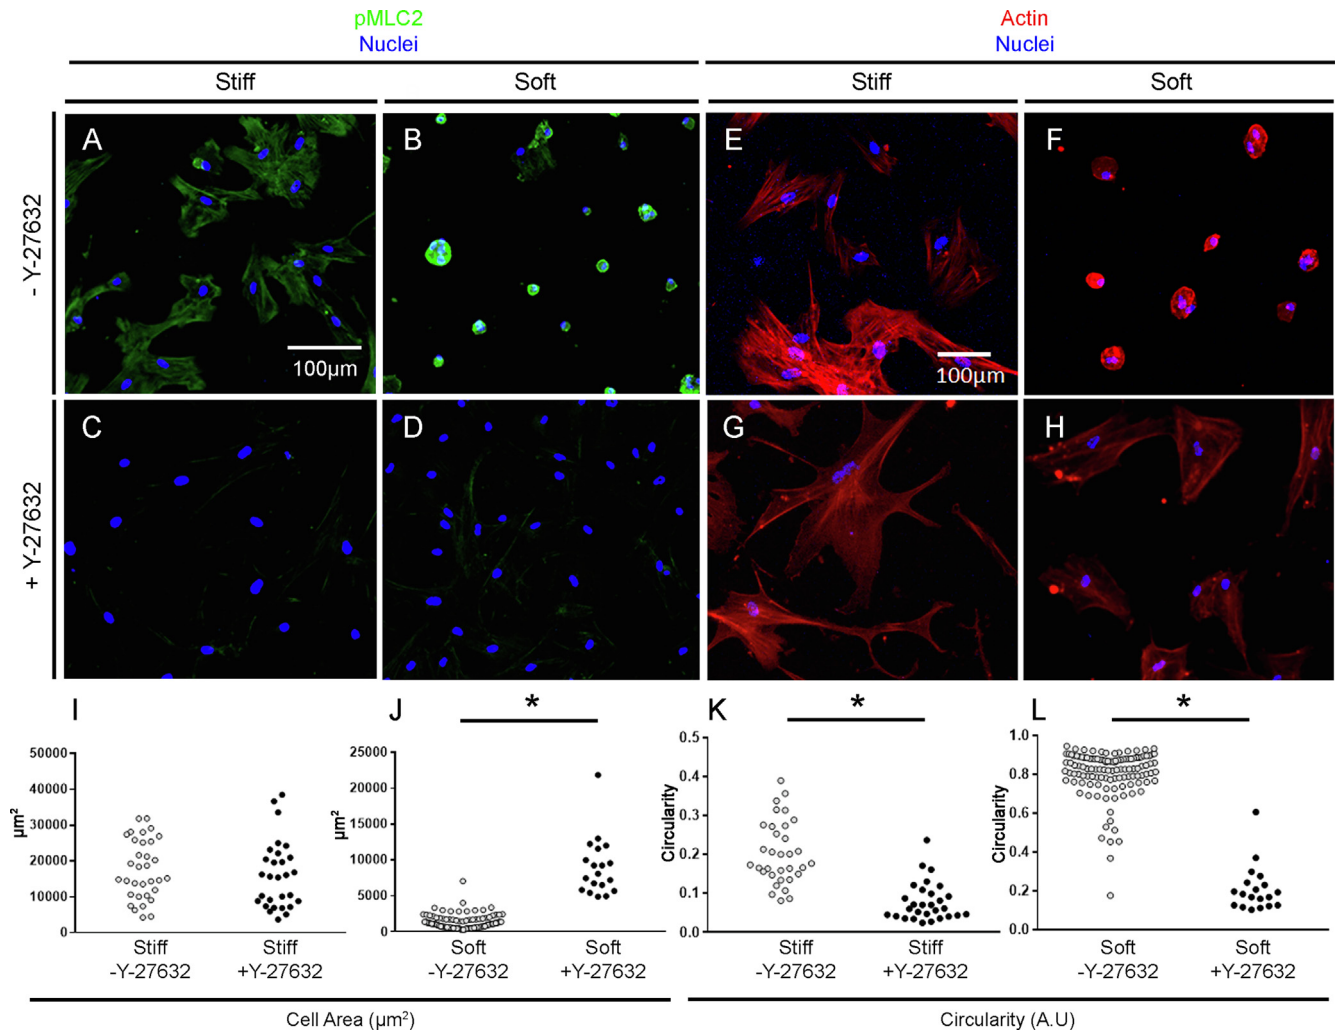 pMLC2
Nuclei
Actin
Nuclei
Stiff
Soft
Stiff
Soft
- Y-27632
A
100μm
B
E
100μm
F
+ Y-27632
C
D
G
H
I
μm²
50000
40000
30000
20000
10000
0
Stiff
-Y-27632
Stiff
+Y-27632
J
*
μm²
25000
20000
15000
10000
5000
0
Soft
-Y-27632
Soft
+Y-27632
K
*
Circularity
0.5
0.4
0.3
0.2
0.1
0.0
Stiff
-Y-27632
Stiff
+Y-27632
L
*
Circularity
1.0
0.8
0.6
0.4
0.2
0.0
Soft
-Y-27632
Soft
+Y-27632
Cell Area (μm²)
Circularity (A.U)